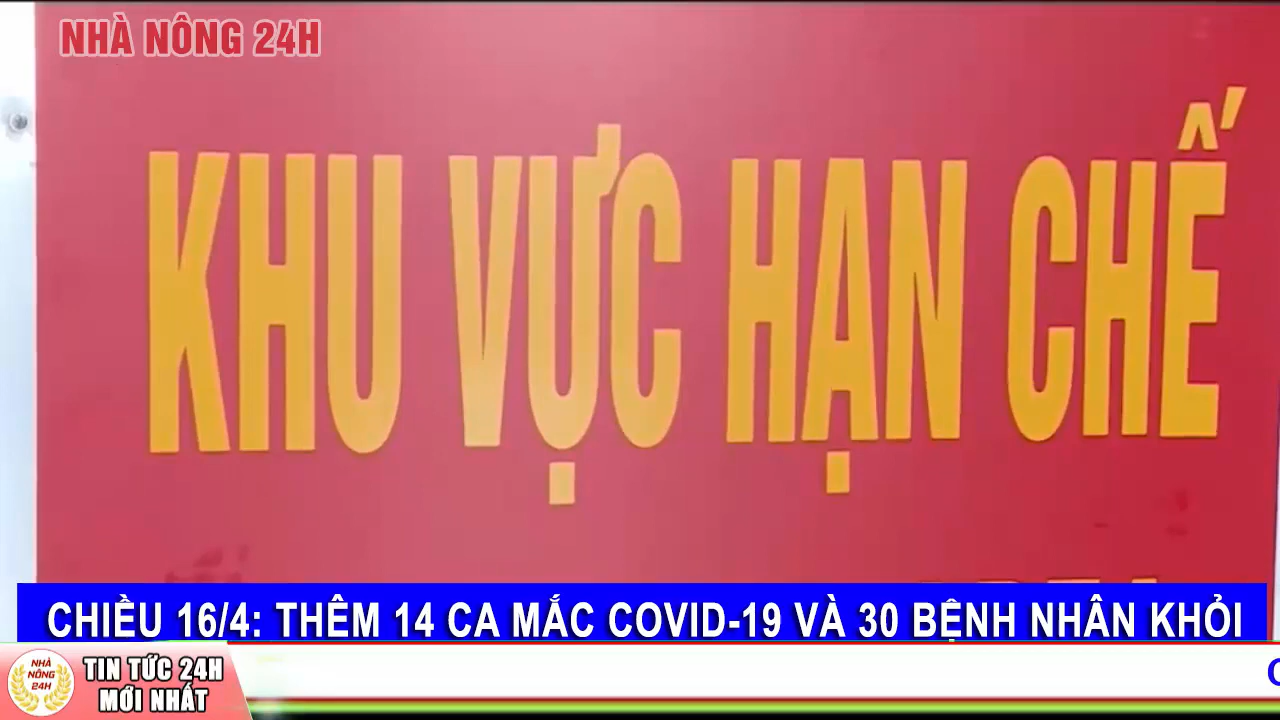 NHÀ NÔNG 24H
KHU VỰC HẠN CHẾ
CHIỀU 16/4: THÊM 14 CA MẮC COVID-19 VÀ 30 BỆNH NHÂN KHỎI
NHÀ
NÔNG
24H
TIN TỨC 24H
MỚI NHẤT